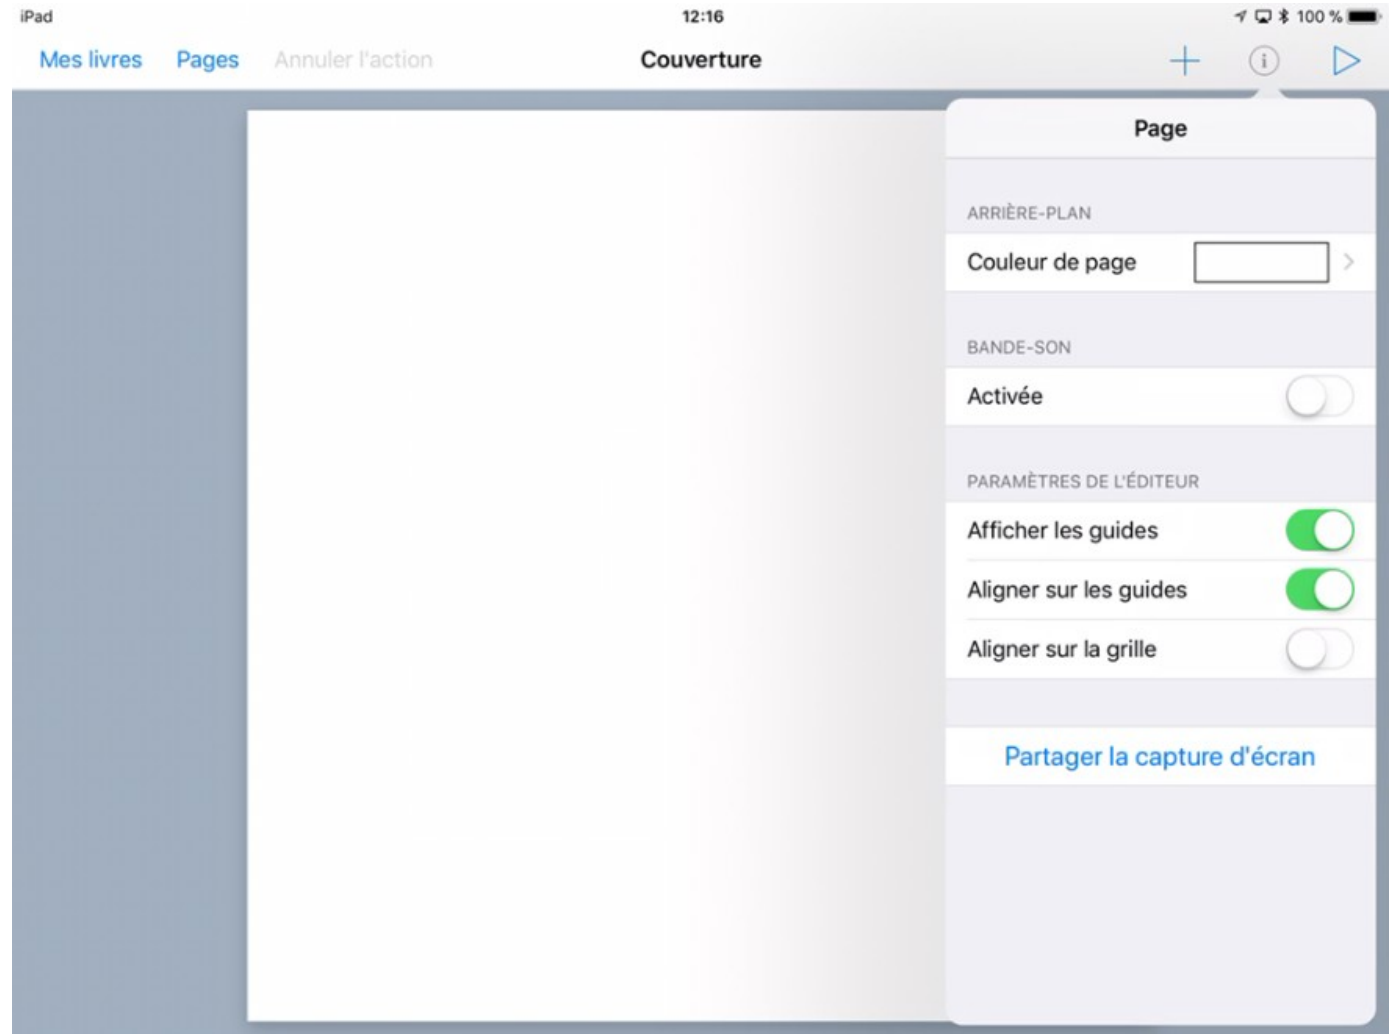 iPad 12:16 100 %
Mes livres Pages Annuler l'action Couverture
Page
ARRIÈRE-PLAN
Couleur de page
BANDE-SON
Activée
PARAMÈTRES DE L'ÉDITEUR
Afficher les guides
Aligner sur les guides
Aligner sur la grille
Partager la capture d'écran